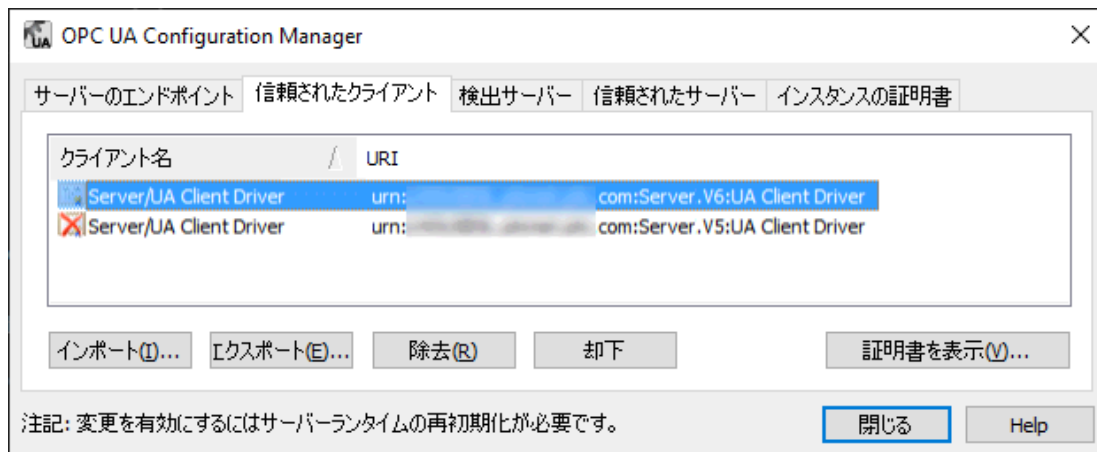 UA OPC UA Configuration Manager
サーバーのエンドポイント 信頼されたクライアント 検出サーバー 信頼されたサーバー インスタンスの証明書
クライアント名 URI
Server/UA Client Driver urn: com:Server.V6:UA Client Driver
Server/UA Client Driver urn: com:Server.V5:UA Client Driver
インポート(I)... エクスポート(E)... 除去(R) 却下 証明書を表示(V)...
注記: 変更を有効にするにはサーバーランタイムの再初期化が必要です。 閉じる Help